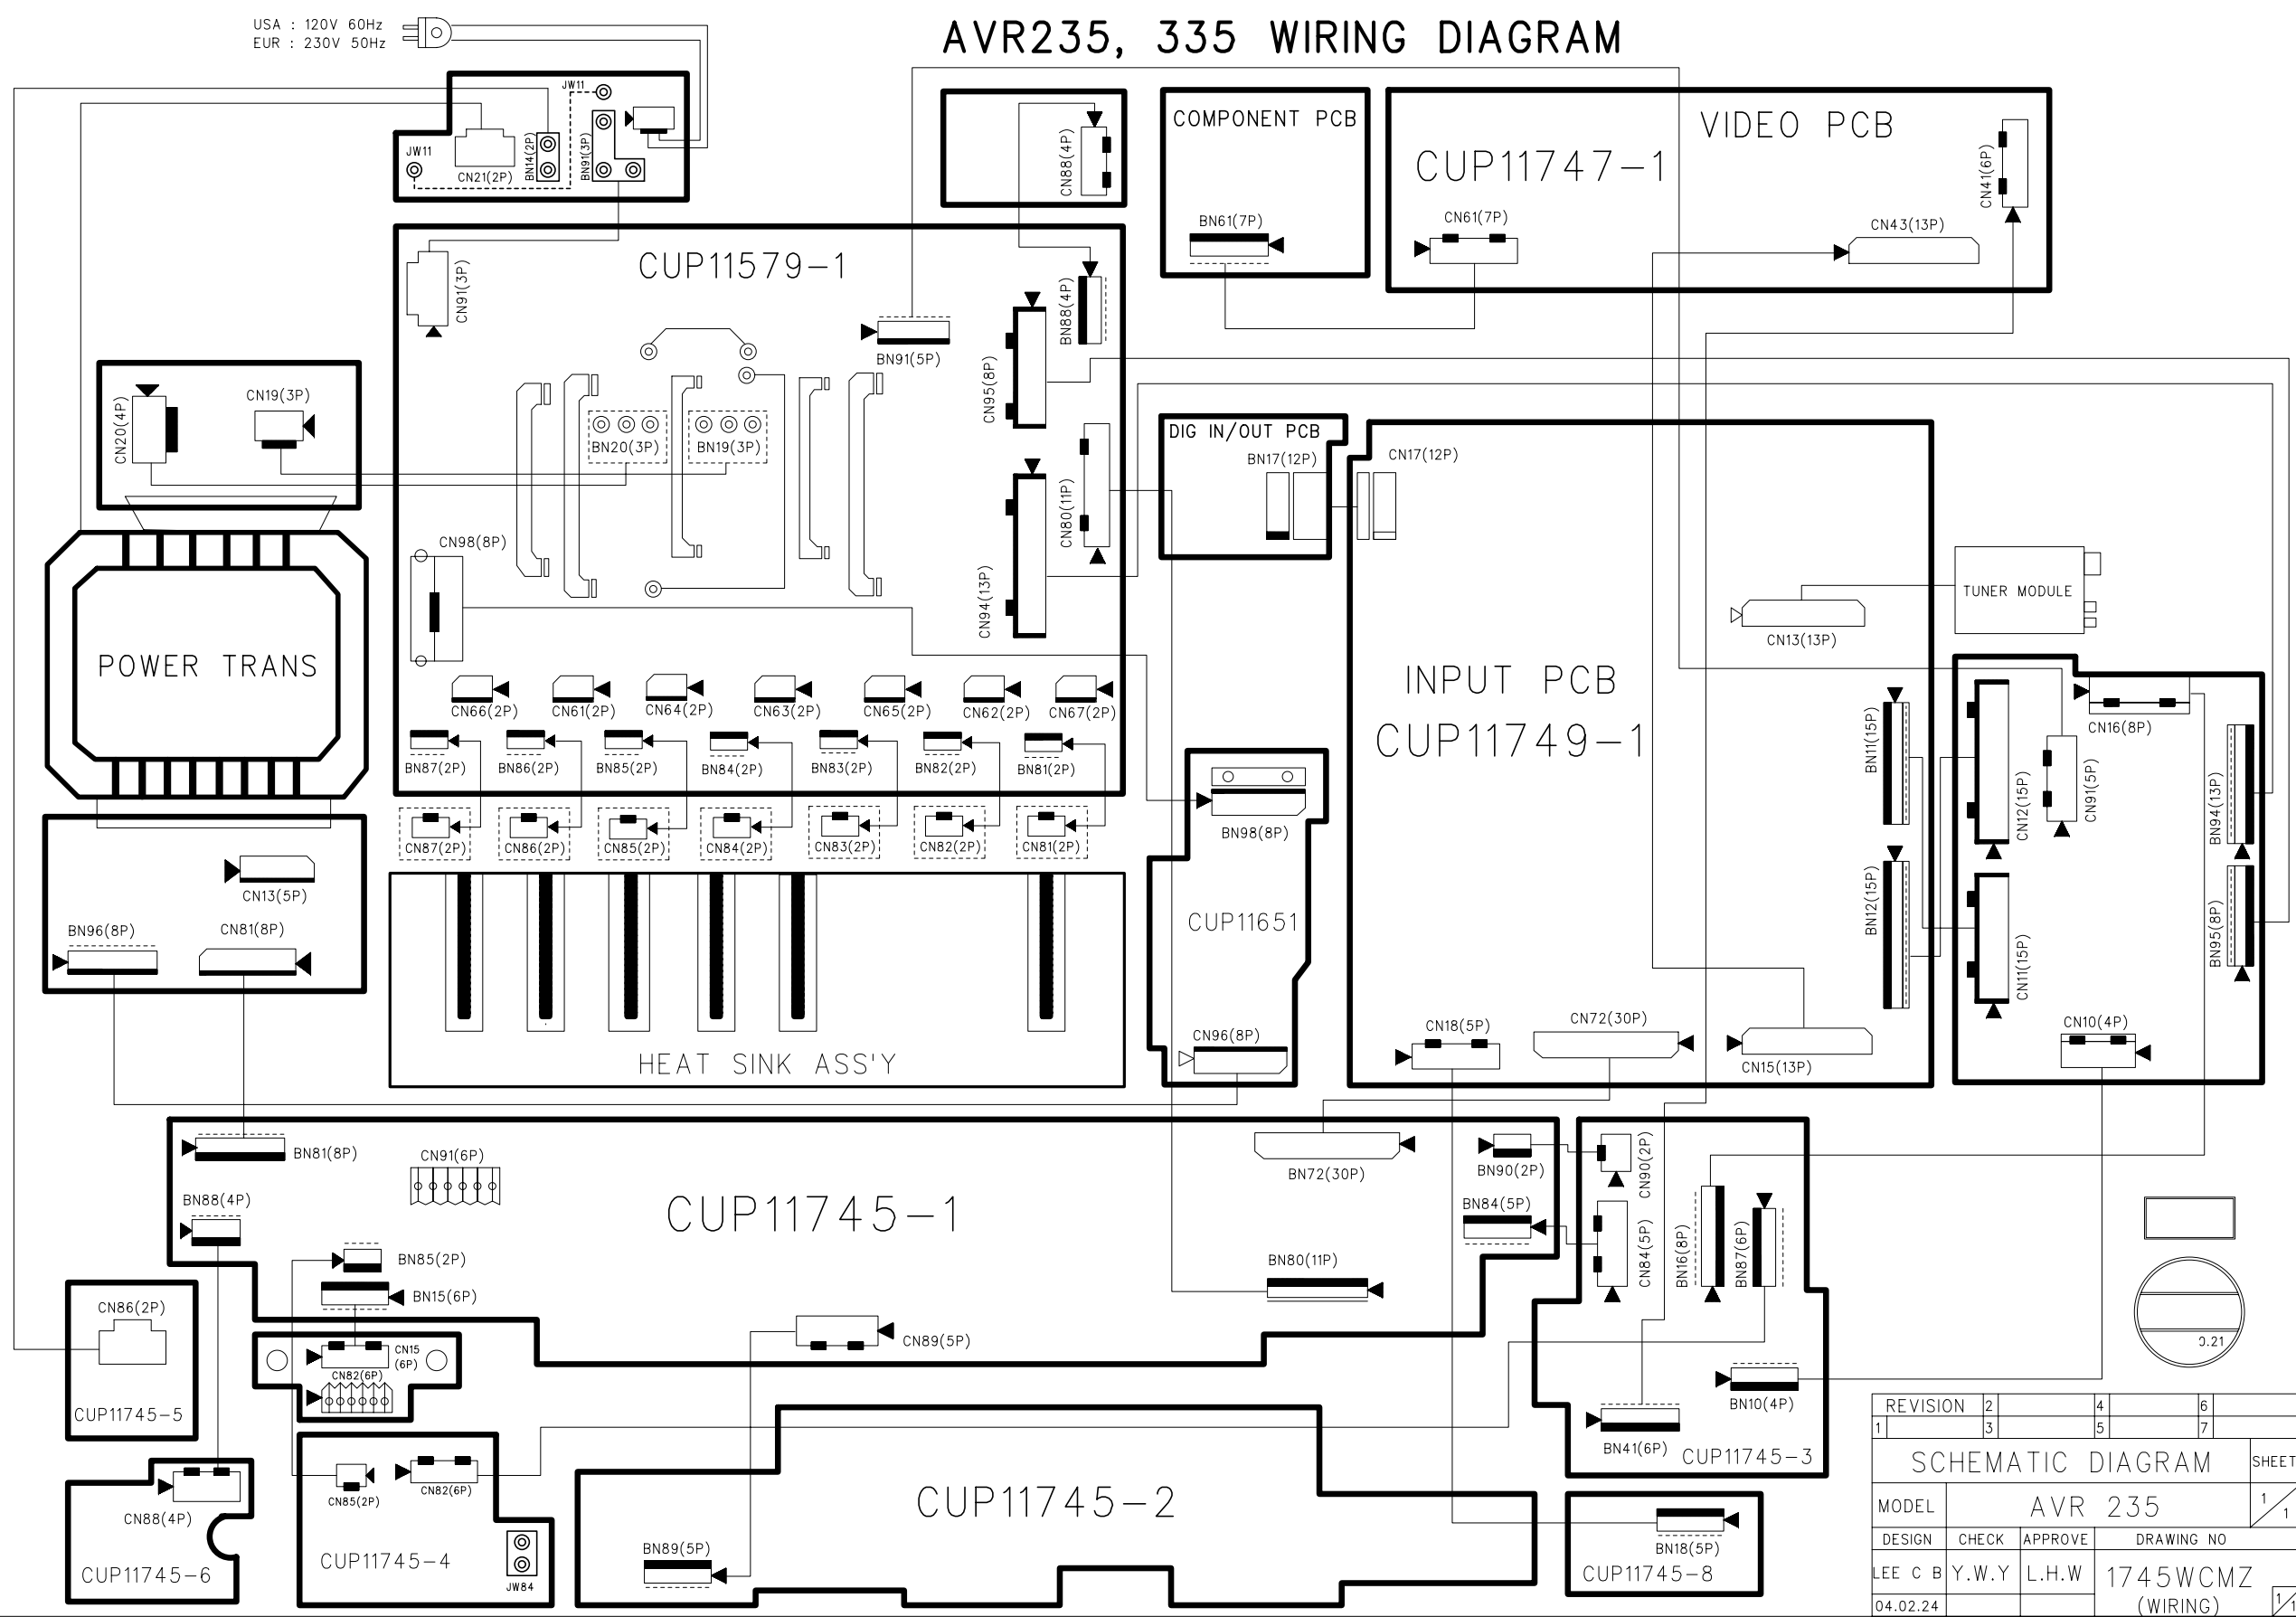 USA : 120V 60Hz
EUR : 230V 50Hz
AVR235, 335 WIRING DIAGRAM
JW11
JW11
CN21(2P)
BN14(2P)
BN91(3P)
CN88(4P)
COMPONENT PCB
BN61(7P)
VIDEO PCB
CUP11747-1
CN61(7P)
CN43(13P)
CN41(6P)
CUP11579-1
CN91(3P)
BN91(5P)
BN88(4P)
CN95(8P)
CN20(4P)
CN19(3P)
BN20(3P)
BN19(3P)
CN80(11P)
CN94(13P)
CN98(8P)
DIG IN/OUT PCB
BN17(12P)
CN17(12P)
POWER TRANS
INPUT PCB
CUP11749-1
CN13(13P)
TUNER MODULE
CN66(2P)
CN61(2P)
CN64(2P)
CN63(2P)
CN65(2P)
CN62(2P)
CN67(2P)
BN87(2P)
BN86(2P)
BN85(2P)
BN84(2P)
BN83(2P)
BN82(2P)
BN81(2P)
CN87(2P)
CN86(2P)
CN85(2P)
CN84(2P)
CN83(2P)
CN82(2P)
CN81(2P)
BN11(15P)
BN12(15P)
CN12(15P)
CN11(15P)
CN91(5P)
CN16(8P)
BN94(13P)
BN95(8P)
CN10(4P)
CN13(5P)
BN96(8P)
CN81(8P)
HEAT SINK ASS'Y
BN98(8P)
CUP11651
CN96(8P)
CN18(5P)
CN72(30P)
CN15(13P)
BN81(8P)
CN91(6P)
BN88(4P)
CUP11745-1
BN72(30P)
BN90(2P)
CN90(2P)
BN84(5P)
CN84(5P)
BN16(8P)
BN87(6P)
BN85(2P)
BN15(6P)
BN80(11P)
CN89(5P)
CN86(2P)
CUP11745-5
CN15
(6P)
CN82(6P)
BN10(4P)
BN41(6P)
CUP11745-3
CN88(4P)
CUP11745-6
CN85(2P)
CN82(6P)
CUP11745-4
JW84
CUP11745-2
BN89(5P)
BN18(5P)
CUP11745-8
REVISION 2 4 6
1 3 5 7
SCHEMATIC DIAGRAM SHEET
MODEL AVR 235 1/1
DESIGN CHECK APPROVE DRAWING NO
LEE C B Y.W.Y L.H.W 1745WCMZ
04.02.24 (WIRING) 1/1